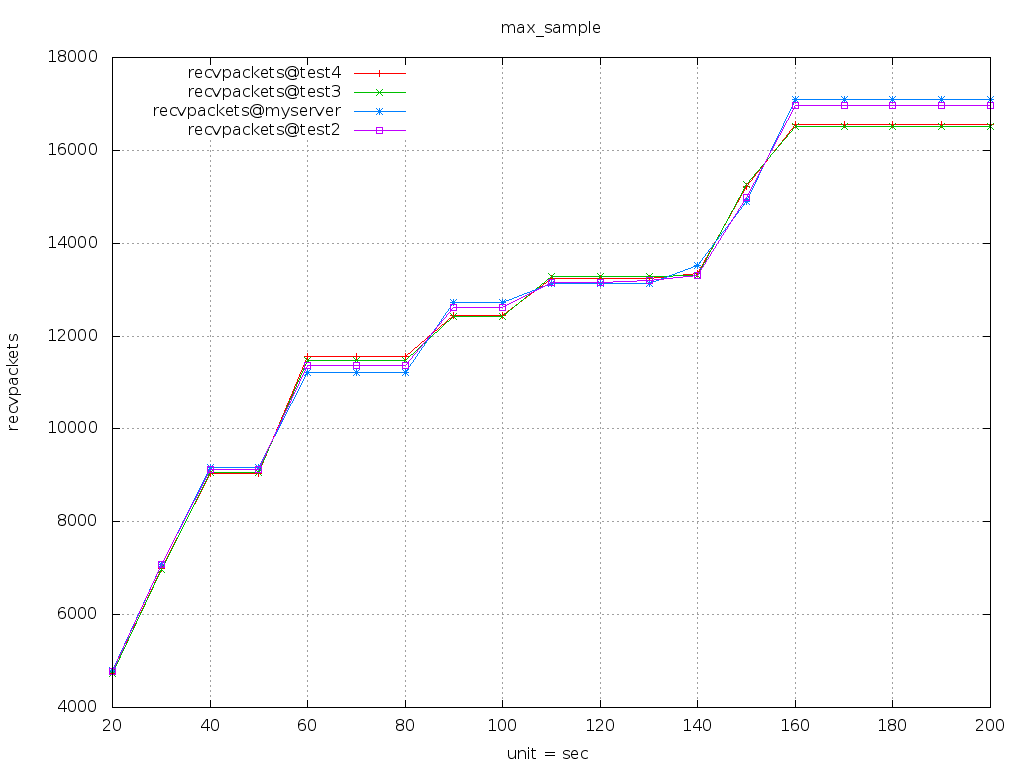 max_sample
18000
16000
14000
12000
10000
8000
6000
4000
recvpackets
recvpackets@test4
recvpackets@test3
recvpackets@myserver
recvpackets@test2
20 40 60 80 100 120 140 160 180 200
unit = sec